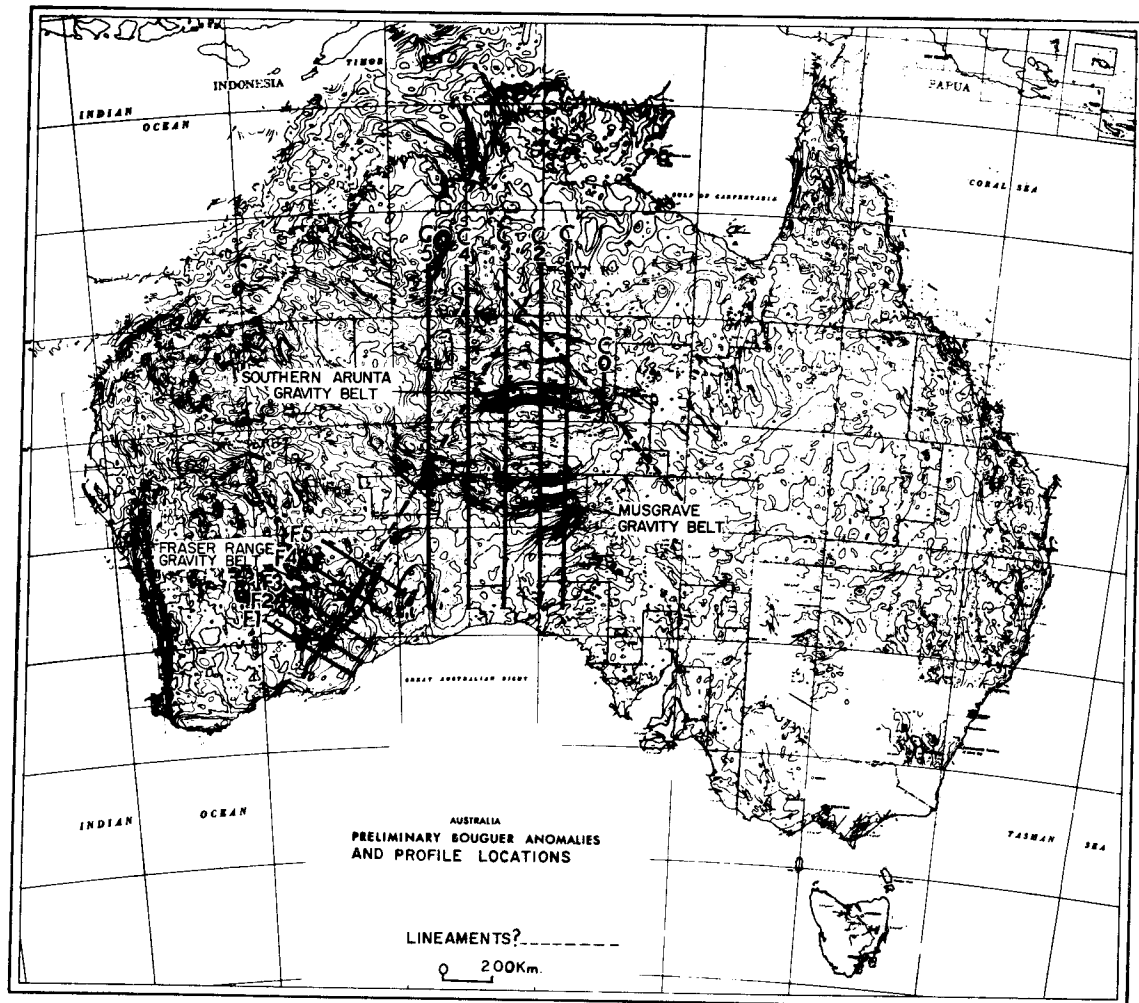 TIMOR
INDONESIA
PAPUA
INDIAN
OCEAN
CORAL SEA
GULF OF CARPENTARIA
C5
C4
C3
C2
C1
C0
SOUTHERN ARUNTA
GRAVITY BELT
MUSGRAVE
GRAVITY BELT
FRASER RANGE
GRAVITY BELT
F5
F4
F3
F2
F1
GREAT AUSTRALIAN BIGHT
INDIAN OCEAN
TASMAN SEA
AUSTRALIA
PRELIMINARY BOUGUER ANOMALIES
AND PROFILE LOCATIONS
LINEAMENTS?
0 200Km.